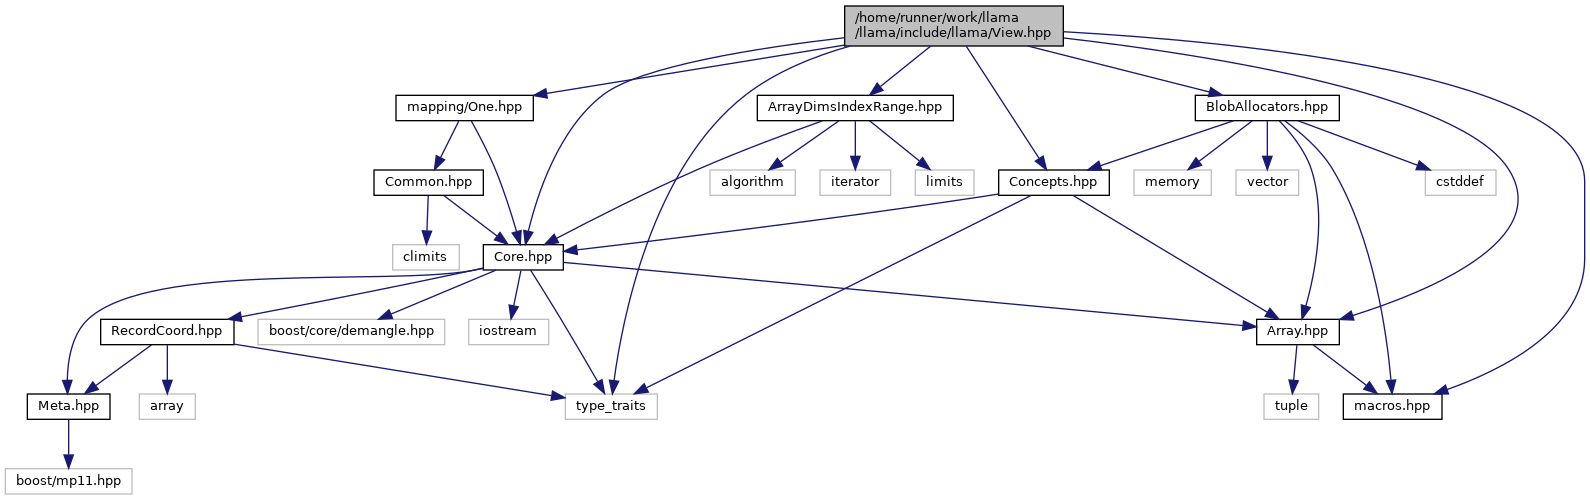 /home/runner/work/llama
/llama/include/llama/View.hpp
mapping/One.hpp
ArrayDimsIndexRange.hpp
BlobAllocators.hpp
Common.hpp
algorithm
iterator
limits
Concepts.hpp
memory
vector
cstddef
climits
Core.hpp
RecordCoord.hpp
boost/core/demangle.hpp
iostream
Array.hpp
Meta.hpp
array
type_traits
tuple
macros.hpp
boost/mp11.hpp